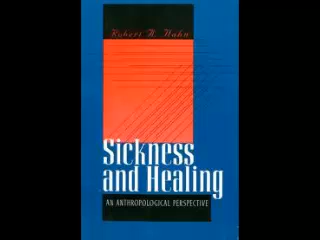 Robert A. Hahn
Sickness
and Healing
AN ANTHROPOLOGICAL PERSPECTIVE